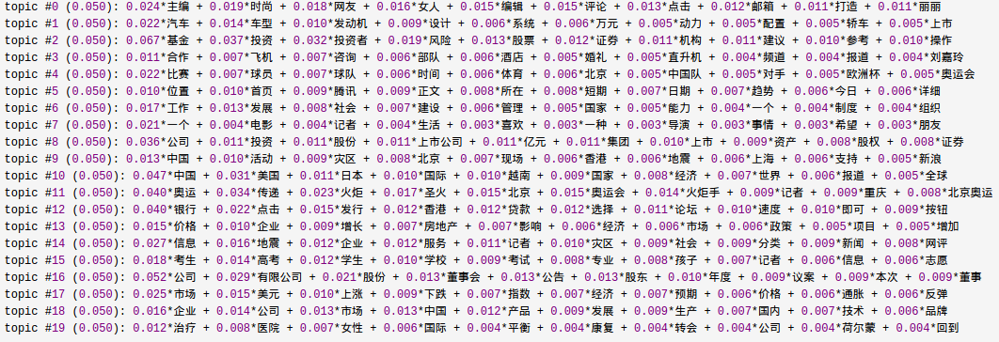 topic #0 (0.050): 0.024*主编 + 0.019*时尚 + 0.018*网友 + 0.016*女人 + 0.015*编辑 + 0.015*评论 + 0.013*点击 + 0.012*邮箱 + 0.011*打造 + 0.011*丽丽
topic #1 (0.050): 0.022*汽车 + 0.014*车型 + 0.010*发动机 + 0.009*设计 + 0.006*系统 + 0.006*万元 + 0.005*动力 + 0.005*配置 + 0.005*轿车 + 0.005*上市
topic #2 (0.050): 0.067*基金 + 0.037*投资 + 0.032*投资者 + 0.019*风险 + 0.013*股票 + 0.012*证券 + 0.011*机构 + 0.011*建议 + 0.010*参考 + 0.010*操作
topic #3 (0.050): 0.011*合作 + 0.007*飞机 + 0.007*咨询 + 0.006*部队 + 0.006*酒店 + 0.005*婚礼 + 0.005*直升机 + 0.004*频道 + 0.004*报道 + 0.004*刘嘉玲
topic #4 (0.050): 0.022*比赛 + 0.007*球员 + 0.007*球队 + 0.006*时间 + 0.006*体育 + 0.006*北京 + 0.005*中国队 + 0.005*对手 + 0.005*欧洲杯 + 0.005*奥运会
topic #5 (0.050): 0.010*位置 + 0.010*首页 + 0.009*腾讯 + 0.009*正文 + 0.008*所在 + 0.008*短期 + 0.007*日期 + 0.007*趋势 + 0.006*今日 + 0.006*详细
topic #6 (0.050): 0.017*工作 + 0.013*发展 + 0.008*社会 + 0.007*建设 + 0.006*管理 + 0.005*国家 + 0.005*能力 + 0.004*一个 + 0.004*制度 + 0.004*组织
topic #7 (0.050): 0.021*一个 + 0.004*电影 + 0.004*记者 + 0.004*生活 + 0.003*喜欢 + 0.003*一种 + 0.003*导演 + 0.003*事情 + 0.003*希望 + 0.003*朋友
topic #8 (0.050): 0.036*公司 + 0.011*投资 + 0.011*股份 + 0.011*上市公司 + 0.011*亿元 + 0.011*集团 + 0.010*上市 + 0.009*资产 + 0.008*股权 + 0.008*证券
topic #9 (0.050): 0.013*中国 + 0.010*活动 + 0.009*灾区 + 0.008*北京 + 0.007*现场 + 0.006*香港 + 0.006*地震 + 0.006*上海 + 0.006*支持 + 0.005*新浪
topic #10 (0.050): 0.047*中国 + 0.031*美国 + 0.011*日本 + 0.010*国际 + 0.010*越南 + 0.009*国家 + 0.008*经济 + 0.007*世界 + 0.006*报道 + 0.005*全球
topic #11 (0.050): 0.040*奥运 + 0.034*传递 + 0.023*火炬 + 0.017*圣火 + 0.015*北京 + 0.015*奥运会 + 0.014*火炬手 + 0.009*记者 + 0.009*重庆 + 0.008*北京奥运
topic #12 (0.050): 0.040*银行 + 0.022*点击 + 0.015*发行 + 0.012*香港 + 0.012*贷款 + 0.012*选择 + 0.011*论坛 + 0.010*速度 + 0.010*即可 + 0.009*按钮
topic #13 (0.050): 0.015*价格 + 0.010*企业 + 0.009*增长 + 0.007*房地产 + 0.007*影响 + 0.006*经济 + 0.006*市场 + 0.006*政策 + 0.005*项目 + 0.005*增加
topic #14 (0.050): 0.027*信息 + 0.016*地震 + 0.012*企业 + 0.012*服务 + 0.011*记者 + 0.010*灾区 + 0.009*社会 + 0.009*分类 + 0.009*新闻 + 0.008*网评
topic #15 (0.050): 0.018*考生 + 0.014*高考 + 0.012*学生 + 0.010*学校 + 0.009*考试 + 0.008*专业 + 0.008*孩子 + 0.007*记者 + 0.006*信息 + 0.006*志愿
topic #16 (0.050): 0.052*公司 + 0.029*有限公司 + 0.021*股份 + 0.013*董事会 + 0.013*公告 + 0.013*股东 + 0.010*年度 + 0.009*议案 + 0.009*本次 + 0.009*董事
topic #17 (0.050): 0.025*市场 + 0.015*美元 + 0.010*上涨 + 0.009*下跌 + 0.007*指数 + 0.007*经济 + 0.007*预期 + 0.006*价格 + 0.006*通胀 + 0.006*反弹
topic #18 (0.050): 0.016*企业 + 0.014*公司 + 0.013*市场 + 0.013*中国 + 0.012*产品 + 0.009*发展 + 0.009*生产 + 0.007*国内 + 0.007*技术 + 0.006*品牌
topic #19 (0.050): 0.012*治疗 + 0.008*医院 + 0.007*女性 + 0.006*国际 + 0.004*平衡 + 0.004*康复 + 0.004*转会 + 0.004*公司 + 0.004*荷尔蒙 + 0.004*回到